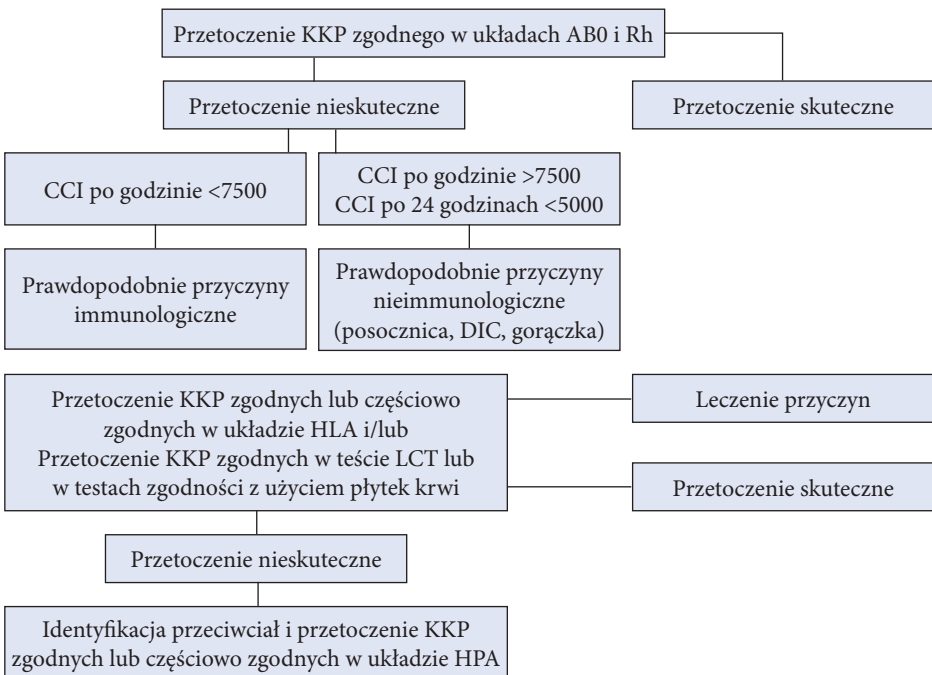 Przetoczenie KKP zgodnego w układach AB0 i Rh
Przetoczenie nieskuteczne
Przetoczenie skuteczne
CCI po godzinie <7500
CCI po godzinie >7500
CCI po 24 godzinach <5000
Prawdopodobnie przyczyny
immunologiczne
Prawdopodobnie przyczyny
nieimmunologiczne
(posocznica, DIC, gorączka)
Przetoczenie KKP zgodnych lub częściowo
zgodnych w układzie HLA i/lub
Przetoczenie KKP zgodnych w teście LCT lub
w testach zgodności z użyciem płytek krwi
Leczenie przyczyn
Przetoczenie skuteczne
Przetoczenie nieskuteczne
Identyfikacja przeciwciał i przetoczenie KKP
zgodnych lub częściowo zgodnych w układzie HPA